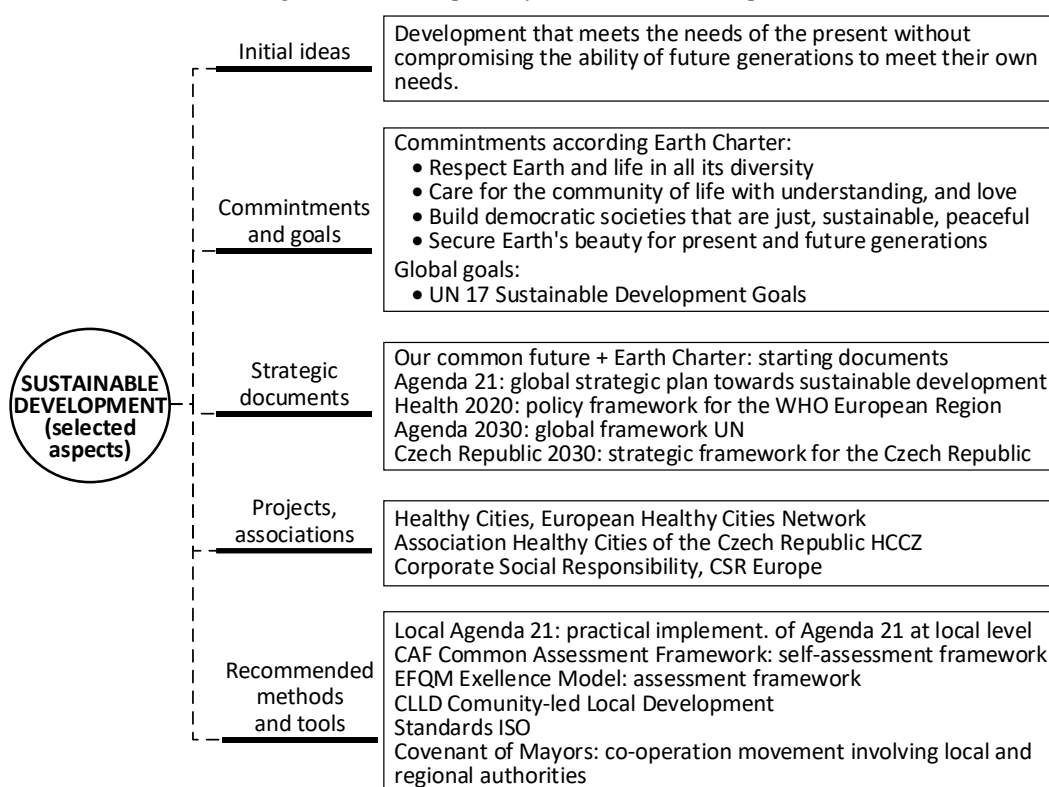 Initial ideas
Development that meets the needs of the present without
compromising the ability of future generations to meet their own
needs.
Commintments
and goals
Commintments according Earth Charter:
• Respect Earth and life in all its diversity
• Care for the community of life with understanding, and love
• Build democratic societies that are just, sustainable, peaceful
• Secure Earth's beauty for present and future generations
Global goals:
• UN 17 Sustainable Development Goals
SUSTAINABLE
DEVELOPMENT
(selected
aspects)
Strategic
documents
Our common future + Earth Charter: starting documents
Agenda 21: global strategic plan towards sustainable development
Health 2020: policy framework for the WHO European Region
Agenda 2030: global framework UN
Czech Republic 2030: strategic framework for the Czech Republic
Projects,
associations
Healthy Cities, European Healthy Cities Network
Association Healthy Cities of the Czech Republic HCCZ
Corporate Social Responsibility, CSR Europe
Recommended
methods
and tools
Local Agenda 21: practical implement. of Agenda 21 at local level
CAF Common Assessment Framework: self-assessment framework
EFQM Exellence Model: assessment framework
CLLD Comunity-led Local Development
Standards ISO
Covenant of Mayors: co-operation movement involving local and
regional authorities